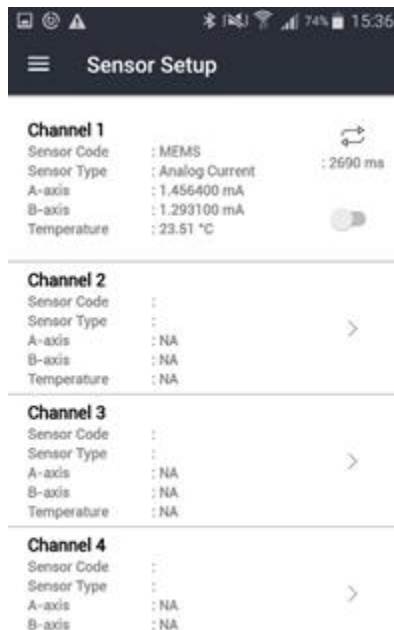 74% 15:36
Sensor Setup
Channel 1
Sensor Code : MEMS
Sensor Type : Analog Current
: 2690 ms
A-axis : 1.456400 mA
B-axis : 1.293100 mA
Temperature : 23.51 °C
Channel 2
Sensor Code :
Sensor Type :
A-axis : NA
B-axis : NA
Temperature : NA
Channel 3
Sensor Code :
Sensor Type :
A-axis : NA
B-axis : NA
Temperature : NA
Channel 4
Sensor Code :
Sensor Type :
A-axis : NA
B-axis : NA